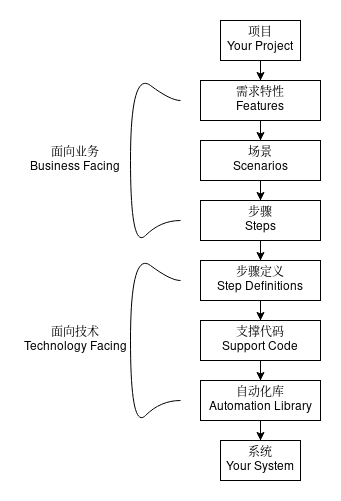 项目
Your Project
需求特性
Features
面向业务
Business Facing
场景
Scenarios
步骤
Steps
步骤定义
Step Definitions
面向技术
Technology Facing
支撑代码
Support Code
自动化库
Automation Library
系统
Your System